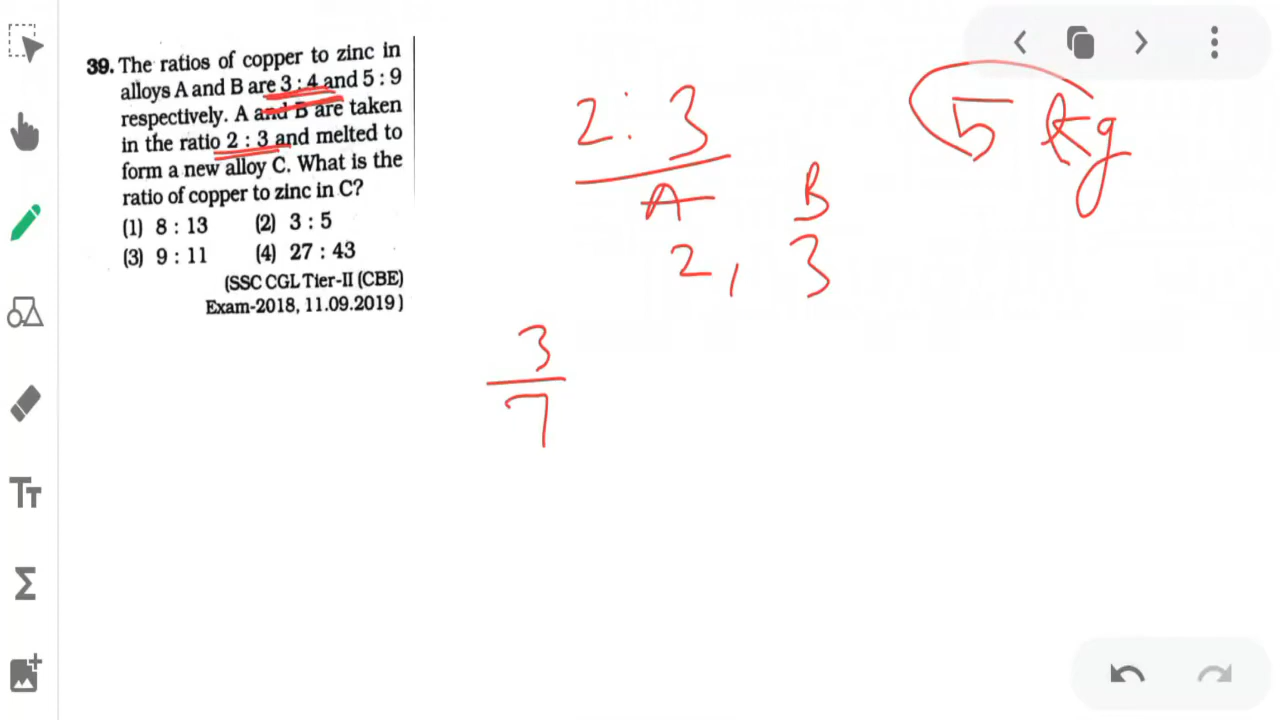 39. The ratios of copper to zinc in
alloys A and B are 3 : 4 and 5 : 9
respectively. A and B are taken
in the ratio 2 : 3 and melted to
form a new alloy C. What is the
ratio of copper to zinc in C?
(1) 8 : 13 (2) 3 : 5
(3) 9 : 11 (4) 27 : 43
(SSC CGL Tier-II (CBE)
Exam-2018, 11.09.2019)
2 : 3
5 kg
A B
2, 3
3
7
TT
Σ